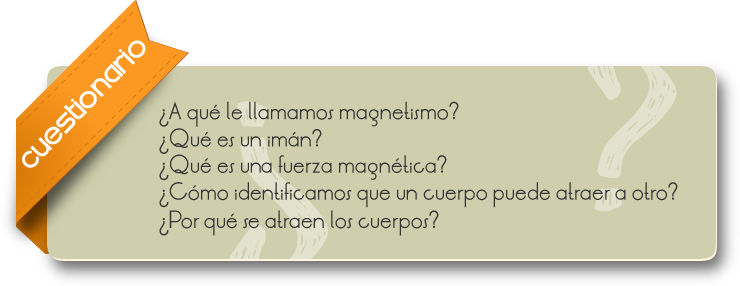 cuestionario
¿A qué le llamamos magnetismo?
¿Qué es un imán?
¿Qué es una fuerza magnética?
¿Cómo identificamos que un cuerpo puede atraer a otro?
¿Por qué se atraen los cuerpos?